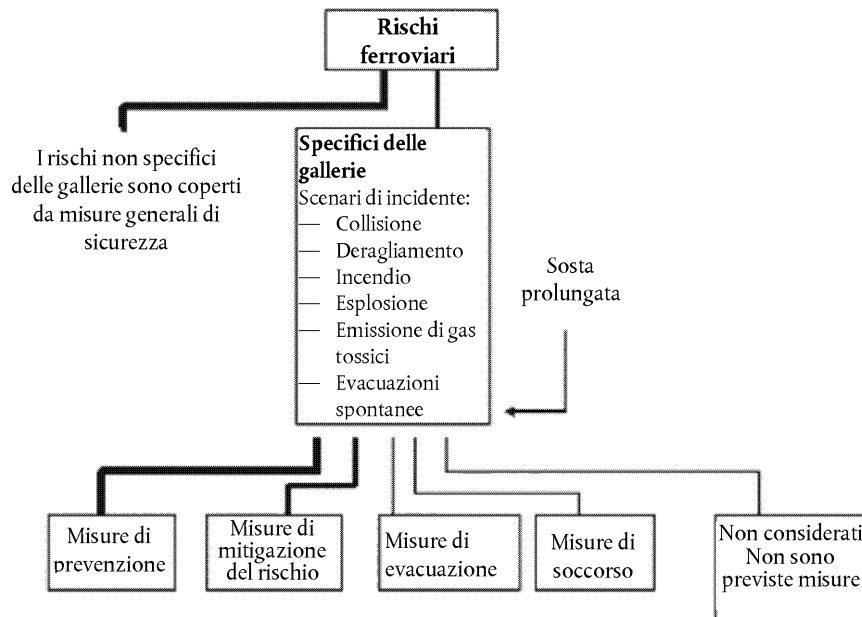 Rischi
ferroviari
I rischi non specifici
delle gallerie sono coperti
da misure generali di
sicurezza
Specifici delle
gallerie
Scenari di incidente:
— Collisione
— Deragliamento
— Incendio
— Esplosione
— Emissione di gas
tossici
— Evacuazioni
spontanee
Sosta
prolungata
Misure di
prevenzione
Misure di
mitigazione
del rischio
Misure di
evacuazione
Misure di
soccorso
Non considerati
Non sono
previste misure